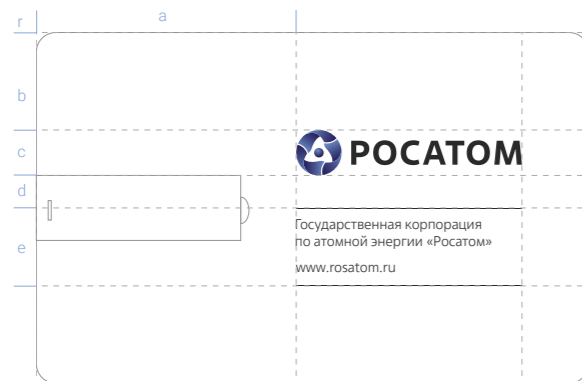 r
a
b
c
РОСАТОМ
d
e
Государственная корпорация
по атомной энергии «Росатом»
www.rosatom.ru